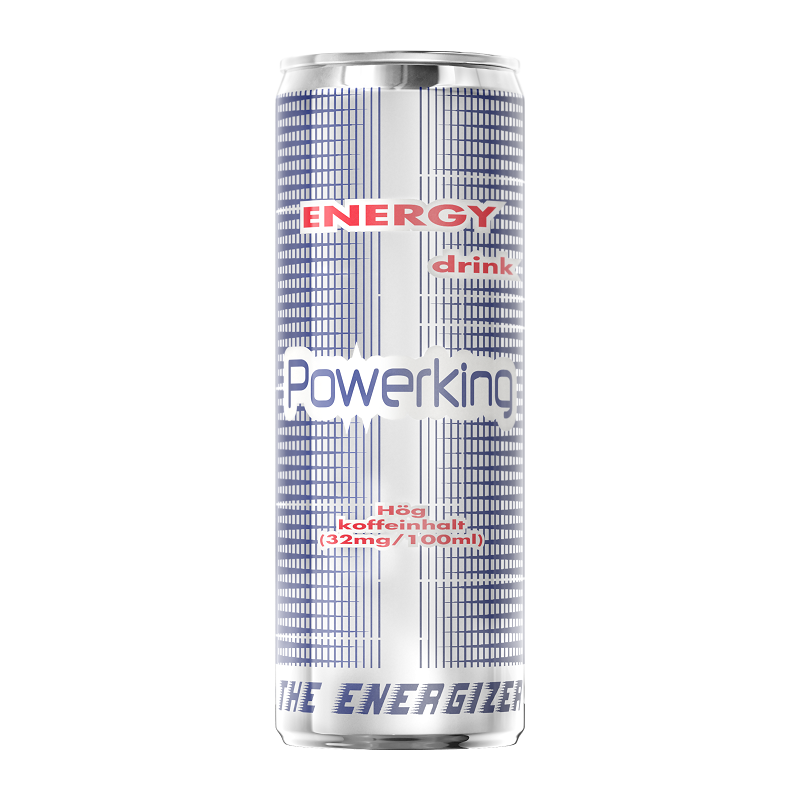 ENERGY
drink
Powerking
Hög
koffeinhalt
(32mg/100ml)
THE ENERGIZER